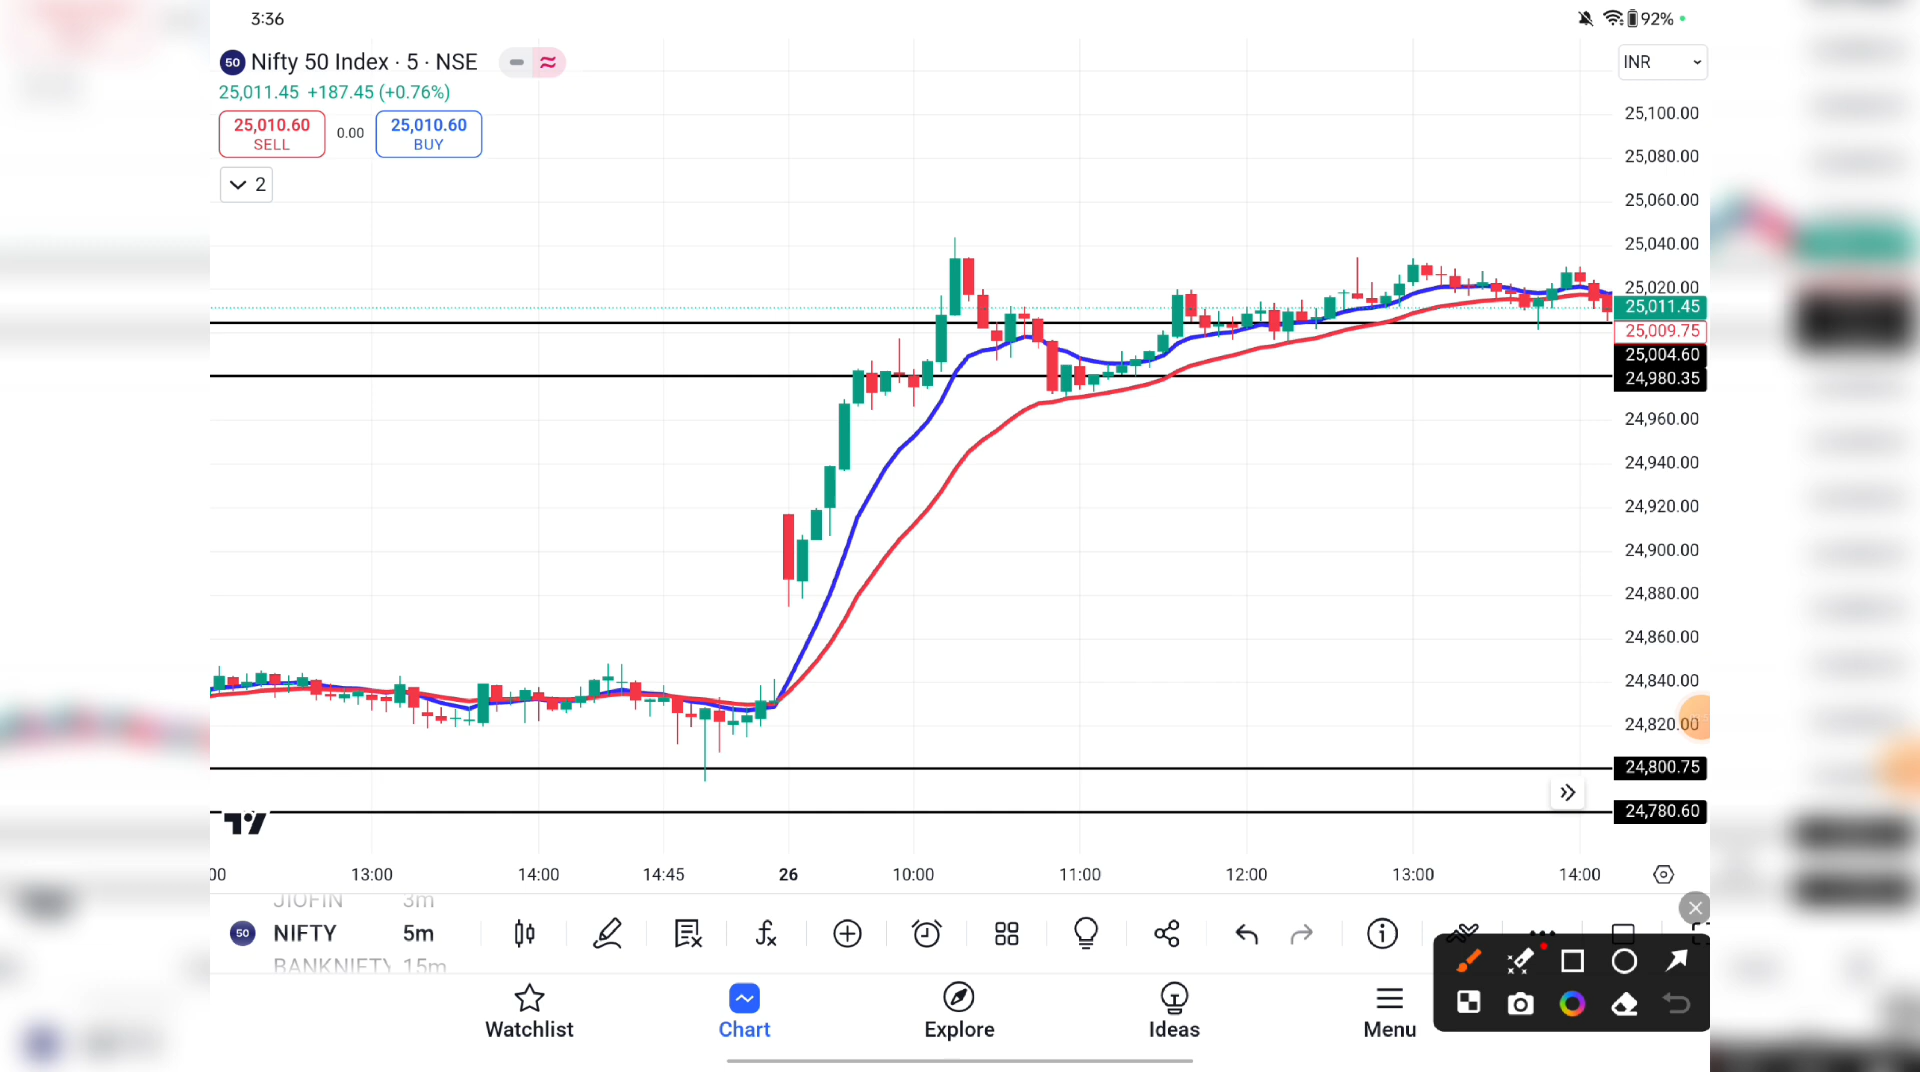 3:36
92%
50 Nifty 50 Index · 5 · NSE
INR
25,011.45 +187.45 (+0.76%)
25,010.60
SELL
0.00
25,010.60
BUY
2
25,100.00
25,080.00
25,060.00
25,040.00
25,020.00
25,011.45
25,009.75
25,004.60
24,980.35
24,960.00
24,940.00
24,920.00
24,900.00
24,880.00
24,860.00
24,840.00
24,820.00
24,800.75
24,780.60
:00 13:00 14:00 14:45 26 10:00 11:00 12:00 13:00 14:00
JIOFIN 3m
50 NIFTY 5m
BANKNIFTY 15m
Watchlist Chart Explore Ideas Menu